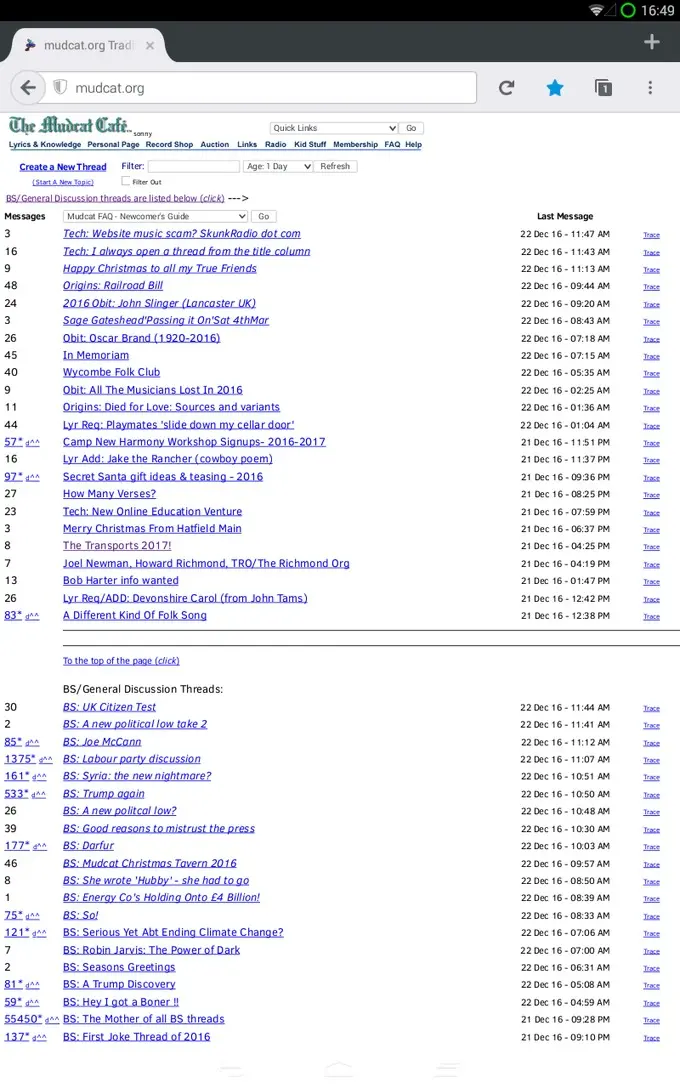 16:49
mudcat.org Tradi
mudcat.org
1
The Mudcat Café™ sonny
Quick Links Go
Lyrics & Knowledge Personal Page Record Shop Auction Links Radio Kid Stuff Membership FAQ Help
Create a New Thread Filter: Age: 1 Day Refresh
(Start A New Topic) Filter Out
BS/General Discussion threads are listed below (click) --->
Messages Mudcat FAQ - Newcomer's Guide Go Last Message
3 Tech: Website music scam? SkunkRadio dot com 22 Dec 16 - 11:47 AM Trace
16 Tech: I always open a thread from the title column 22 Dec 16 - 11:43 AM Trace
9 Happy Christmas to all my True Friends 22 Dec 16 - 11:13 AM Trace
48 Origins: Railroad Bill 22 Dec 16 - 09:44 AM Trace
24 2016 Obit: John Slinger (Lancaster UK) 22 Dec 16 - 09:20 AM Trace
3 Sage Gateshead'Passing it On'Sat 4thMar 22 Dec 16 - 08:43 AM Trace
26 Obit: Oscar Brand (1920-2016) 22 Dec 16 - 07:18 AM Trace
45 In Memoriam 22 Dec 16 - 07:15 AM Trace
40 Wycombe Folk Club 22 Dec 16 - 05:35 AM Trace
9 Obit: All The Musicians Lost In 2016 22 Dec 16 - 02:25 AM Trace
11 Origins: Died for Love: Sources and variants 22 Dec 16 - 01:36 AM Trace
44 Lyr Req: Playmates 'slide down my cellar door' 22 Dec 16 - 01:04 AM Trace
57* d^^ Camp New Harmony Workshop Signups- 2016-2017 21 Dec 16 - 11:51 PM Trace
16 Lyr Add: Jake the Rancher (cowboy poem) 21 Dec 16 - 11:37 PM Trace
97* d^^ Secret Santa gift ideas & teasing - 2016 21 Dec 16 - 09:36 PM Trace
27 How Many Verses? 21 Dec 16 - 08:25 PM Trace
23 Tech: New Online Education Venture 21 Dec 16 - 07:59 PM Trace
3 Merry Christmas From Hatfield Main 21 Dec 16 - 06:37 PM Trace
8 The Transports 2017! 21 Dec 16 - 04:25 PM Trace
7 Joel Newman, Howard Richmond, TRO/The Richmond Org 21 Dec 16 - 04:19 PM Trace
13 Bob Harter info wanted 21 Dec 16 - 01:47 PM Trace
26 Lyr Req/ADD: Devonshire Carol (from John Tams) 21 Dec 16 - 12:42 PM Trace
83* d^^ A Different Kind Of Folk Song 21 Dec 16 - 12:38 PM Trace
To the top of the page (click)
BS/General Discussion Threads:
30 BS: UK Citizen Test 22 Dec 16 - 11:44 AM Trace
2 BS: A new political low take 2 22 Dec 16 - 11:41 AM Trace
85* d^^ BS: Joe McCann 22 Dec 16 - 11:12 AM Trace
1375* d^^ BS: Labour party discussion 22 Dec 16 - 11:07 AM Trace
161* d^^ BS: Syria: the new nightmare? 22 Dec 16 - 10:51 AM Trace
533* d^^ BS: Trump again 22 Dec 16 - 10:50 AM Trace
26 BS: A new politcal low? 22 Dec 16 - 10:48 AM Trace
39 BS: Good reasons to mistrust the press 22 Dec 16 - 10:30 AM Trace
177* d^^ BS: Darfur 22 Dec 16 - 10:03 AM Trace
46 BS: Mudcat Christmas Tavern 2016 22 Dec 16 - 09:57 AM Trace
8 BS: She wrote 'Hubby' - she had to go 22 Dec 16 - 08:50 AM Trace
1 BS: Energy Co's Holding Onto £4 Billion! 22 Dec 16 - 08:39 AM Trace
75* d^^ BS: So! 22 Dec 16 - 08:33 AM Trace
121* d^^ BS: Serious Yet Abt Ending Climate Change? 22 Dec 16 - 07:06 AM Trace
7 BS: Robin Jarvis: The Power of Dark 22 Dec 16 - 07:00 AM Trace
2 BS: Seasons Greetings 22 Dec 16 - 06:31 AM Trace
81* d^^ BS: A Trump Discovery 22 Dec 16 - 05:08 AM Trace
59* d^^ BS: Hey I got a Boner !! 22 Dec 16 - 04:59 AM Trace
55450* d^^ BS: The Mother of all BS threads 21 Dec 16 - 09:28 PM Trace
137* d^^ BS: First Joke Thread of 2016 21 Dec 16 - 09:10 PM Trace